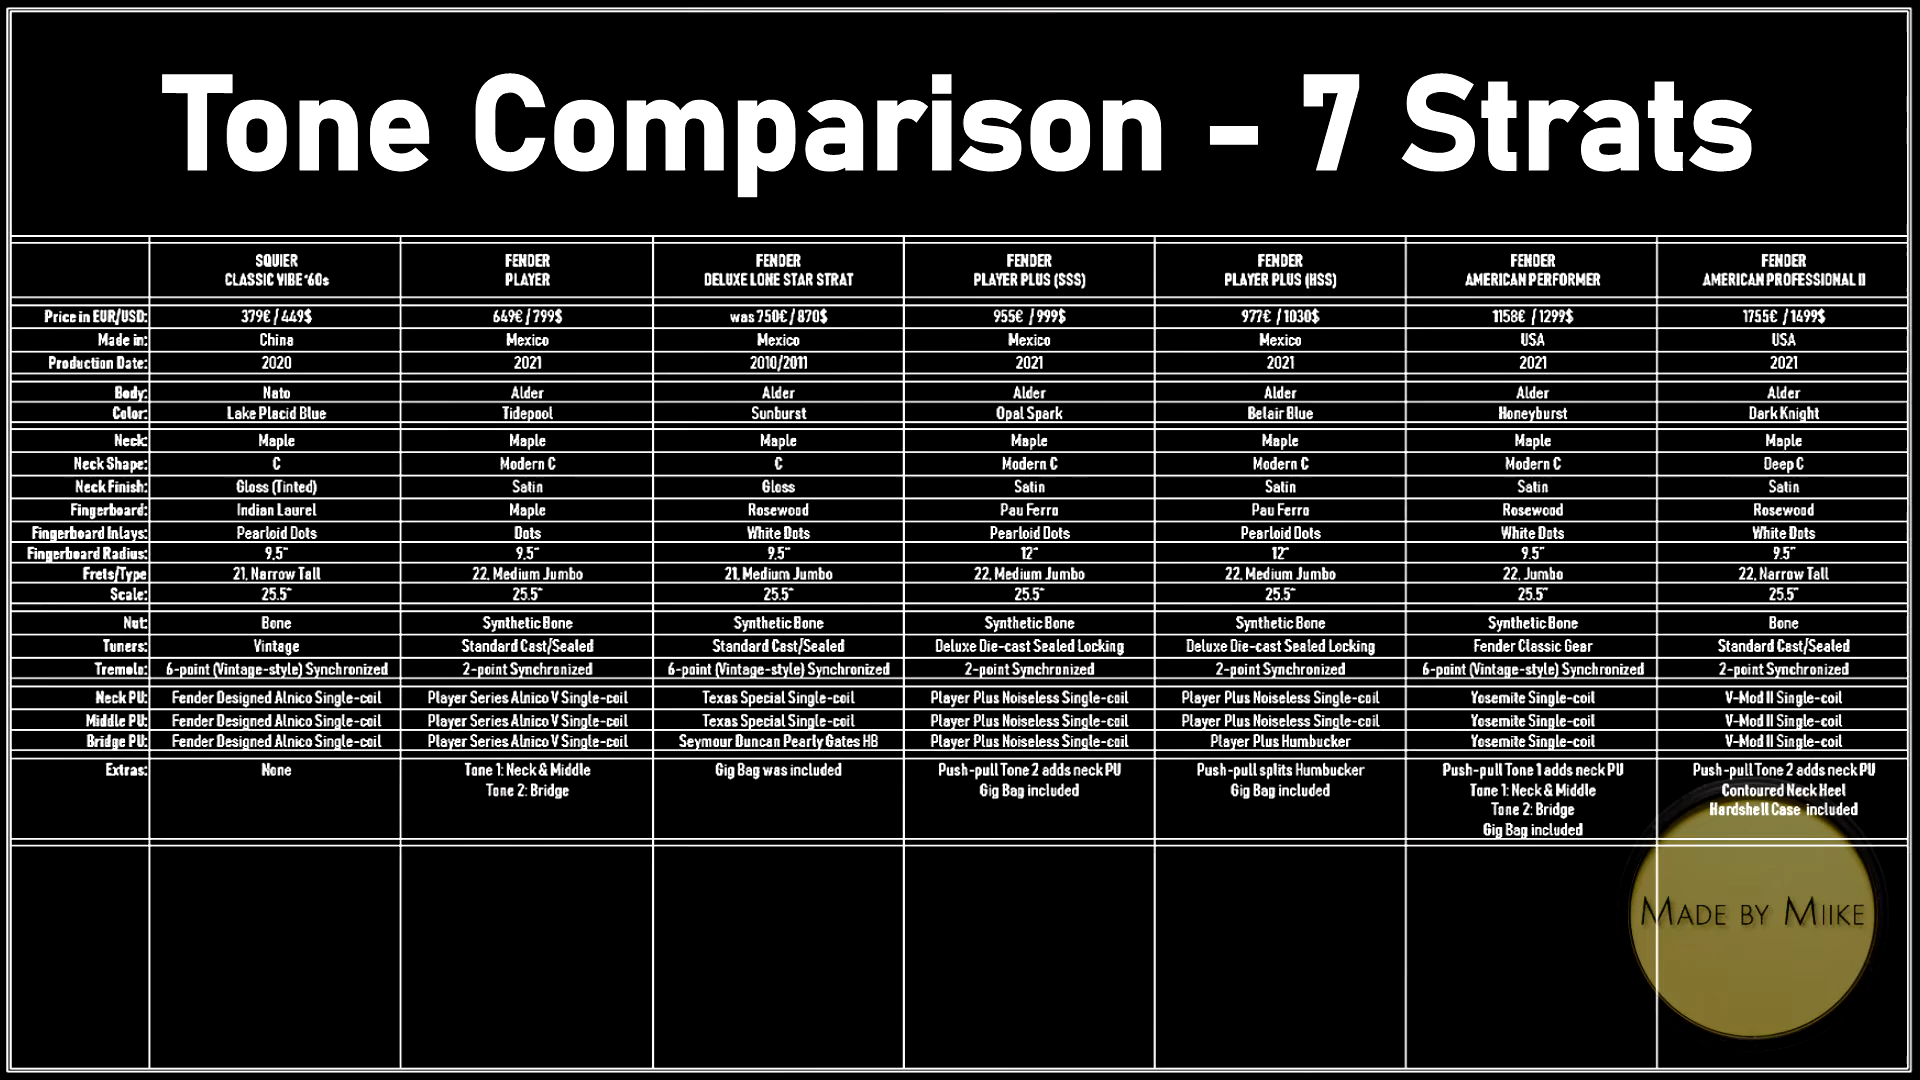 Tone Comparison - 7 Strats
SQUIER CLASSIC VIBE '60s | FENDER PLAYER | FENDER DELUXE LONE STAR STRAT | FENDER PLAYER PLUS (SSS) | FENDER PLAYER PLUS (HSS) | FENDER AMERICAN PERFORMER | FENDER AMERICAN PROFESSIONAL II
Price in EUR/USD: 379€ / 449$ | 649€ / 799$ | was 750€ / 870$ | 955€ / 999$ | 977€ / 1030$ | 1158€ / 1299$ | 1755€ / 1499$
Made in: China | Mexico | Mexico | Mexico | Mexico | USA | USA
Production Date: 2020 | 2021 | 2010/2011 | 2021 | 2021 | 2021 | 2021
Body: Nato | Alder | Alder | Alder | Alder | Alder | Alder
Color: Lake Placid Blue | Tidepool | Sunburst | Opal Spark | Belair Blue | Honeyburst | Dark Knight
Neck: Maple | Maple | Maple | Maple | Maple | Maple | Maple
Neck Shape: C | Modern C | C | Modern C | Modern C | Modern C | Deep C
Neck Finish: Gloss (Tinted) | Satin | Gloss | Satin | Satin | Satin | Satin
Fingerboard: Indian Laurel | Maple | Rosewood | Pau Ferro | Pau Ferro | Rosewood | Rosewood
Fingerboard Inlays: Pearloid Dots | Dots | White Dots | Pearloid Dots | Pearloid Dots | White Dots | White Dots
Fingerboard Radius: 9.5" | 9.5" | 9.5" | 12" | 12" | 9.5" | 9.5"
Frets/Type 21, Narrow Tall | 22, Medium Jumbo | 21, Medium Jumbo | 22, Medium Jumbo | 22, Medium Jumbo | 22, Jumbo | 22, Narrow Tall
Scale: 25.5" | 25.5" | 25.5" | 25.5" | 25.5" | 25.5" | 25.5"
Nut: Bone | Synthetic Bone | Synthetic Bone | Synthetic Bone | Synthetic Bone | Synthetic Bone | Bone
Tuners: Vintage | Standard Cast/Sealed | Standard Cast/Sealed | Deluxe Die-cast Sealed Locking | Deluxe Die-cast Sealed Locking | Fender Classic Gear | Standard Cast/Sealed
Tremolo: 6-point (Vintage-style) Synchronized | 2-point Synchronized | 6-point (Vintage-style) Synchronized | 2-point Synchronized | 2-point Synchronized | 6-point (Vintage-style) Synchronized | 2-point Synchronized
Neck PU: Fender Designed Alnico Single-coil | Player Series Alnico V Single-coil | Texas Special Single-coil | Player Plus Noiseless Single-coil | Player Plus Noiseless Single-coil | Yosemite Single-coil | V-Mod II Single-coil
Middle PU: Fender Designed Alnico Single-coil | Player Series Alnico V Single-coil | Texas Special Single-coil | Player Plus Noiseless Single-coil | Player Plus Noiseless Single-coil | Yosemite Single-coil | V-Mod II Single-coil
Bridge PU: Fender Designed Alnico Single-coil | Player Series Alnico V Single-coil | Seymour Duncan Pearly Gates HB | Player Plus Noiseless Single-coil | Player Plus Humbucker | Yosemite Single-coil | V-Mod II Single-coil
Extras: None | Tone 1: Neck & Middle | Gig Bag was included | Push-pull Tone 2 adds neck PU | Push-pull splits Humbucker | Push-pull Tone 1 adds neck PU | Push-pull Tone 2 adds neck PU
Tone 2: Bridge | Gig Bag included | Gig Bag included | Tone 1: Neck & Middle | Contoured Neck Heel
Tone 2: Bridge | Hardshell Case included
Gig Bag included
MADE BY MIIKE